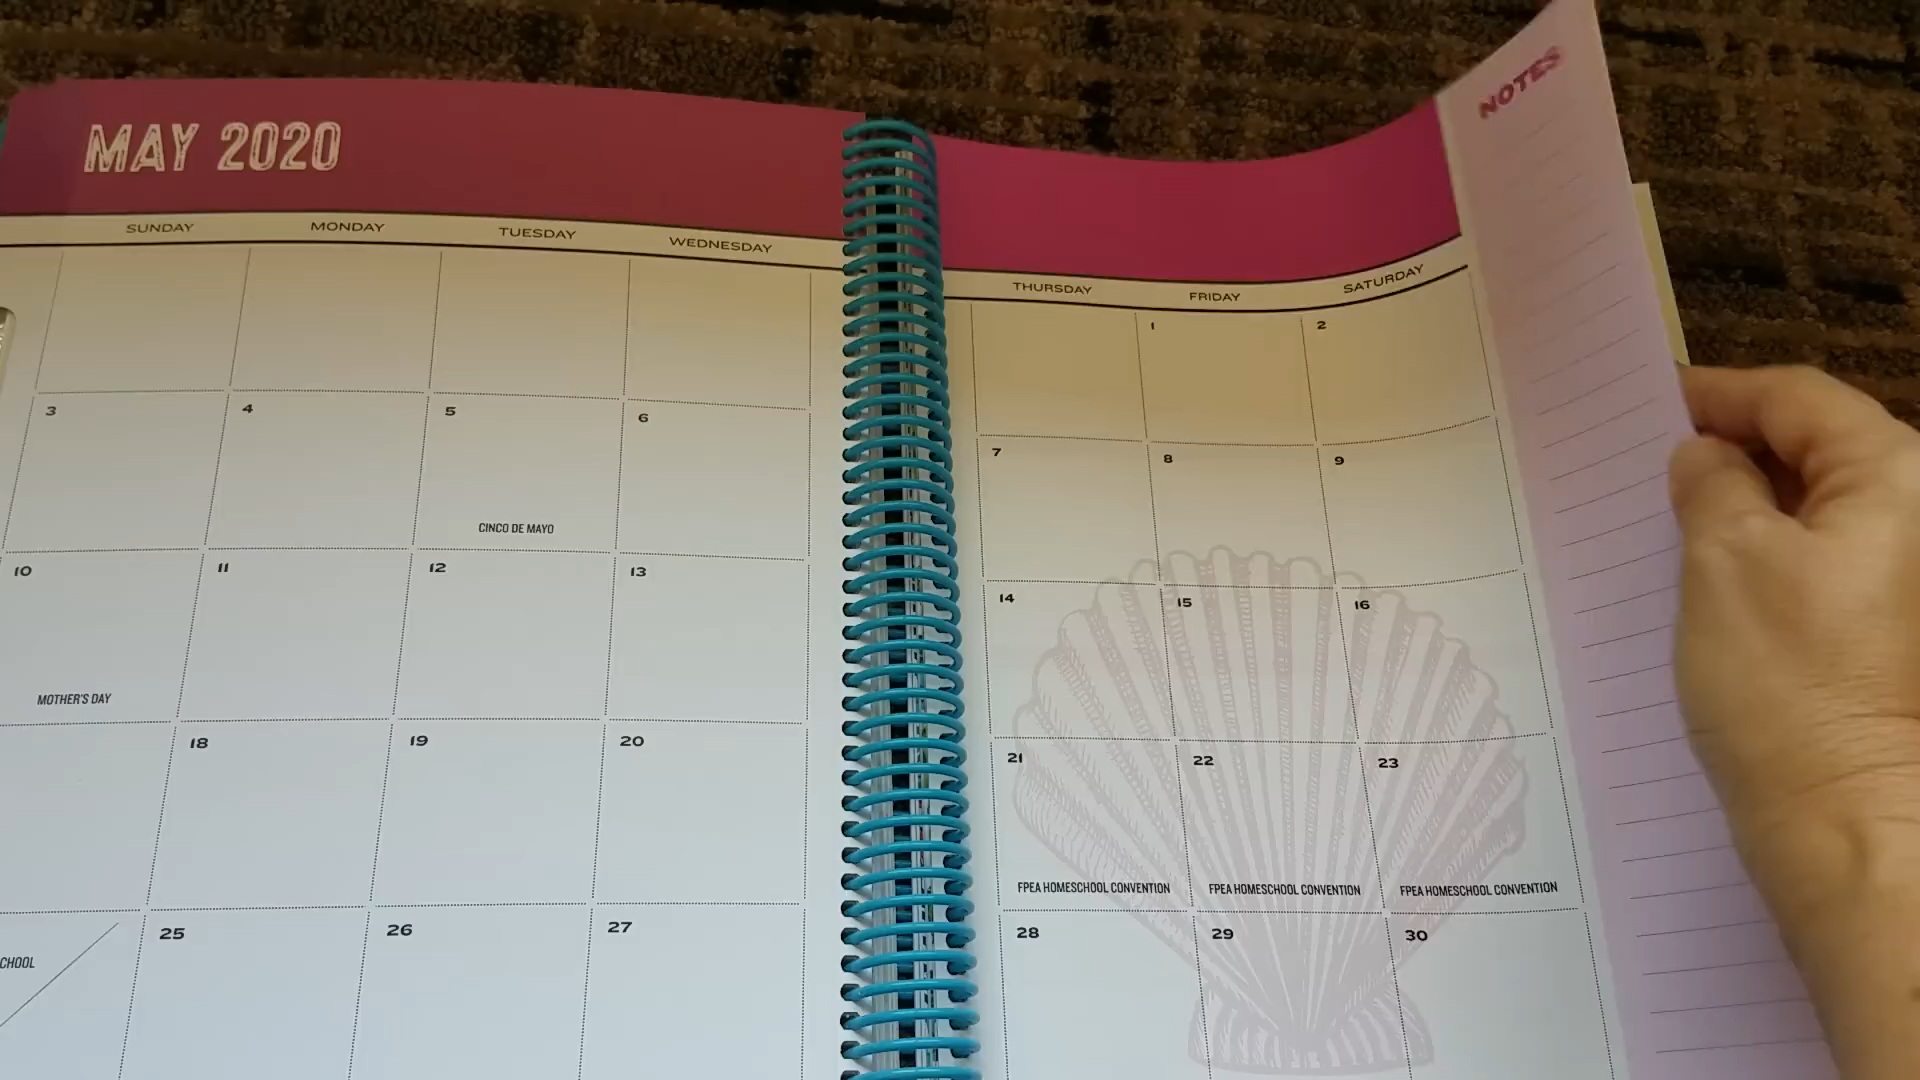 MAY 2020
NOTES
SUNDAY MONDAY TUESDAY WEDNESDAY THURSDAY FRIDAY SATURDAY
1 2
3 4 5 6 7 8 9
CINCO DE MAYO
10 11 12 13 14 15 16
MOTHER'S DAY
18 19 20 21 22 23
FPEA HOMESCHOOL CONVENTION FPEA HOMESCHOOL CONVENTION FPEA HOMESCHOOL CONVENTION
25 26 27 28 29 30